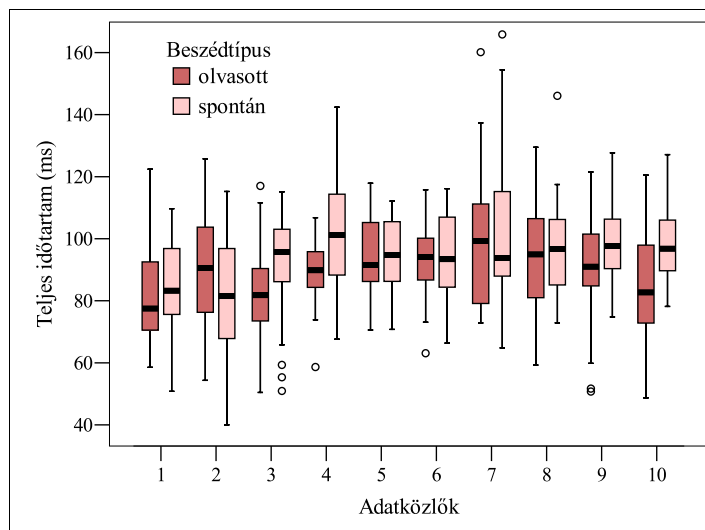 Beszédtípus
olvasott
spontán
Teljes időtartam (ms)
160
140
120
100
80
60
40
1 2 3 4 5 6 7 8 9 10
Adatközlők